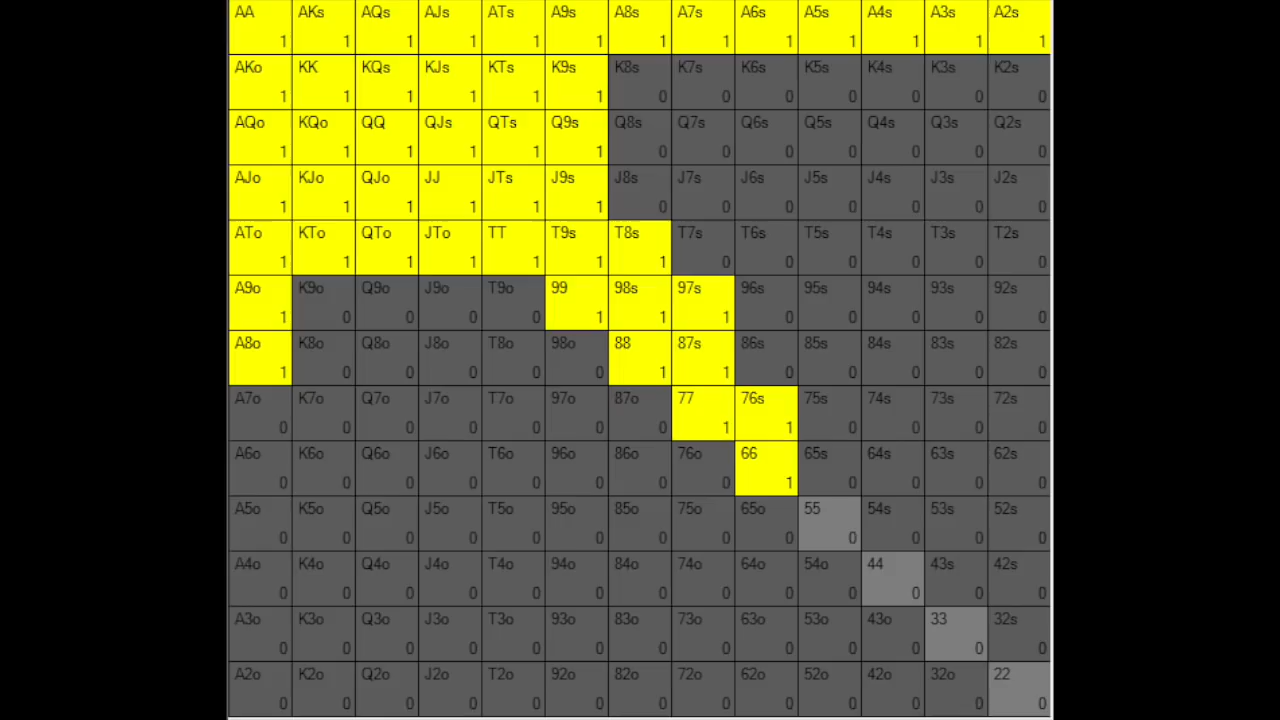 AA AKs AQs AJs ATs A9s A8s A7s A6s A5s A4s A3s A2s
1 1 1 1 1 1 1 1 1 1 1 1 1
AKo KK KQs KJs KTs K9s K8s K7s K6s K5s K4s K3s K2s
1 1 1 1 1 1 0 0 0 0 0 0 0
AQo KQo QQ QJs QTs Q9s Q8s Q7s Q6s Q5s Q4s Q3s Q2s
1 1 1 1 1 1 0 0 0 0 0 0 0
AJo KJo QJo JJ JTs J9s J8s J7s J6s J5s J4s J3s J2s
1 1 1 1 1 1 0 0 0 0 0 0 0
ATo KTo QTo JTo TT T9s T8s T7s T6s T5s T4s T3s T2s
1 1 1 1 1 1 1 0 0 0 0 0 0
A9o K9o Q9o J9o T9o 99 98s 97s 96s 95s 94s 93s 92s
1 0 0 0 0 1 1 1 0 0 0 0 0
A8o K8o Q8o J8o T8o 98o 88 87s 86s 85s 84s 83s 82s
1 0 0 0 0 0 1 1 0 0 0 0 0
A7o K7o Q7o J7o T7o 97o 87o 77 76s 75s 74s 73s 72s
0 0 0 0 0 0 0 1 1 0 0 0 0
A6o K6o Q6o J6o T6o 96o 86o 76o 66 65s 64s 63s 62s
0 0 0 0 0 0 0 0 1 0 0 0 0
A5o K5o Q5o J5o T5o 95o 85o 75o 65o 55 54s 53s 52s
0 0 0 0 0 0 0 0 0 0 0 0 0
A4o K4o Q4o J4o T4o 94o 84o 74o 64o 54o 44 43s 42s
0 0 0 0 0 0 0 0 0 0 0 0 0
A3o K3o Q3o J3o T3o 93o 83o 73o 63o 53o 43o 33 32s
0 0 0 0 0 0 0 0 0 0 0 0 0
A2o K2o Q2o J2o T2o 92o 82o 72o 62o 52o 42o 32o 22
0 0 0 0 0 0 0 0 0 0 0 0 0